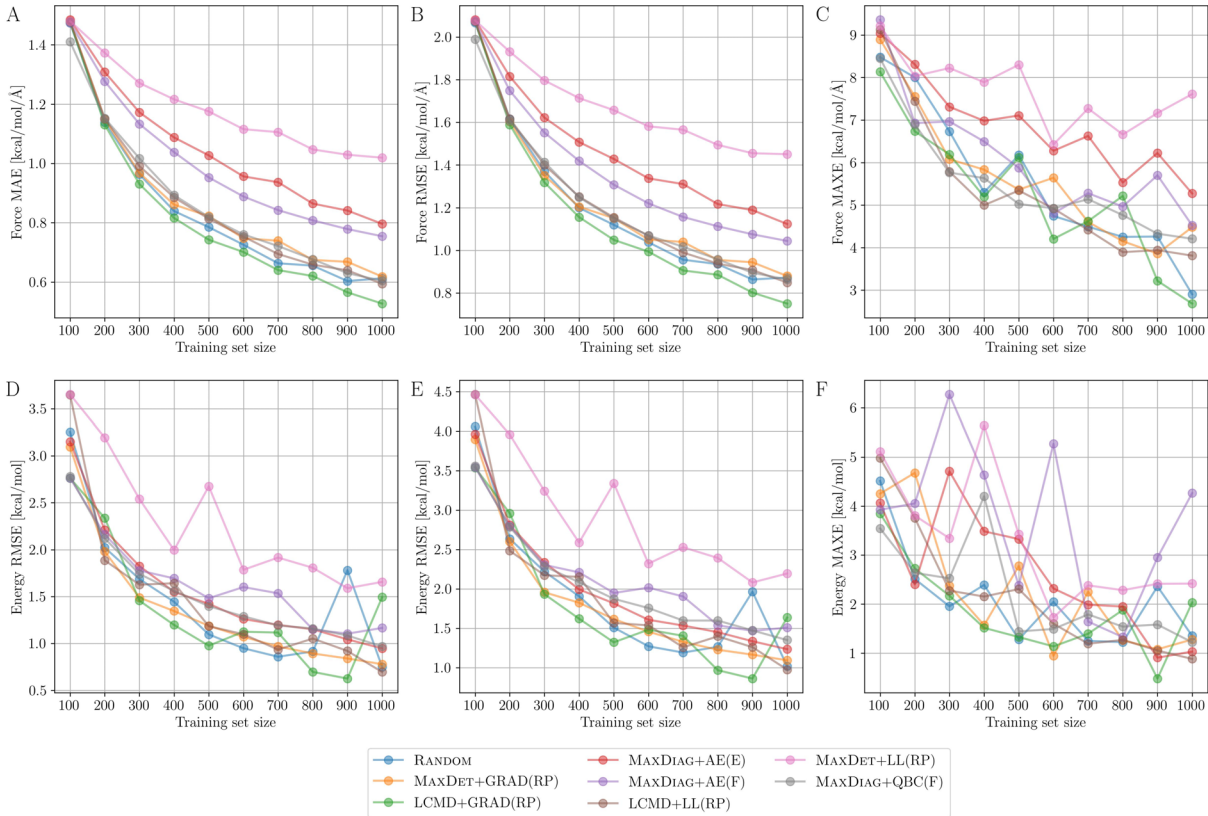 A
B
C
Force MAE [kcal/mol/Å]
1.4
1.2
1.0
0.8
0.6
100 200 300 400 500 600 700 800 900 1000
Training set size
Force RMSE [kcal/mol/Å]
2.0
1.8
1.6
1.4
1.2
1.0
0.8
100 200 300 400 500 600 700 800 900 1000
Training set size
Force MAXE [kcal/mol/Å]
9
8
7
6
5
4
3
100 200 300 400 500 600 700 800 900 1000
Training set size
D
E
F
Energy RMSE [kcal/mol]
3.5
3.0
2.5
2.0
1.5
1.0
0.5
100 200 300 400 500 600 700 800 900 1000
Training set size
Energy RMSE [kcal/mol]
4.5
4.0
3.5
3.0
2.5
2.0
1.5
1.0
100 200 300 400 500 600 700 800 900 1000
Training set size
Energy MAXE [kcal/mol]
6
5
4
3
2
1
100 200 300 400 500 600 700 800 900 1000
Training set size
RANDOM
MAXDET+GRAD(RP)
LCMD+GRAD(RP)
MAXDIAG+AE(E)
MAXDIAG+AE(F)
LCMD+LL(RP)
MAXDET+LL(RP)
MAXDIAG+QBC(F)